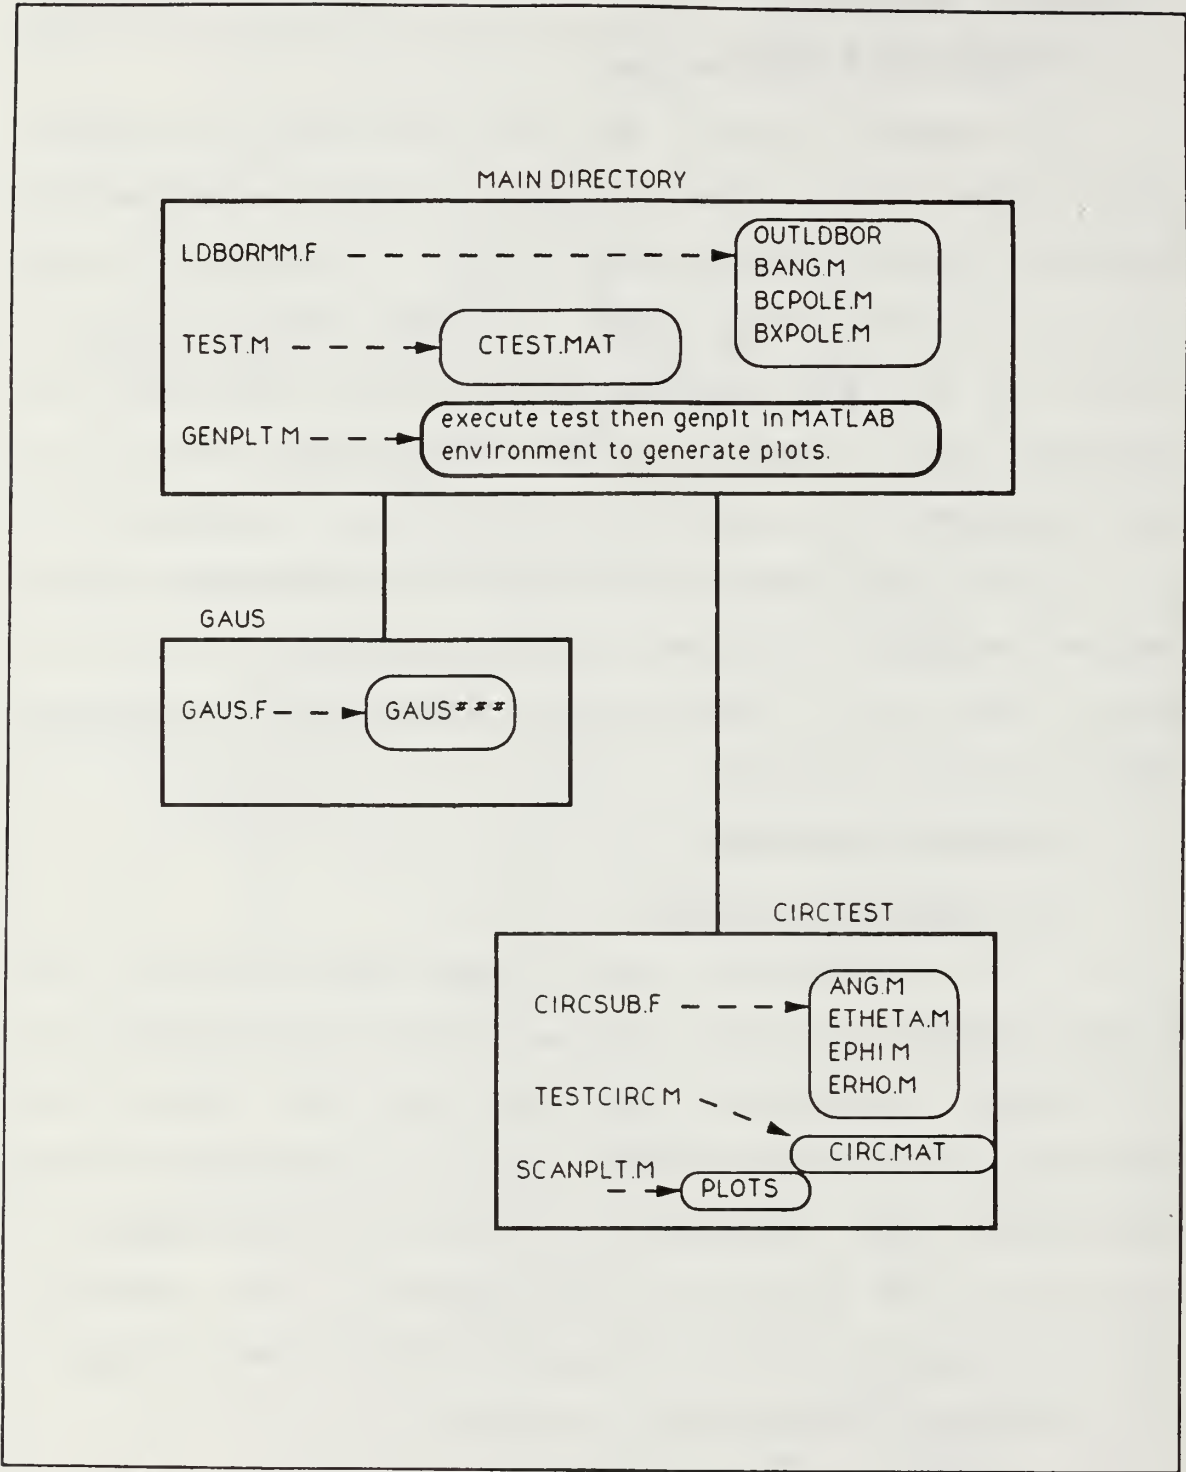 MAIN DIRECTORY
LDBORMM.F
OUTLDBOR
BANG.M
BCPOLE.M
BXPOLE.M
TEST.M
CTEST.MAT
GENPLT M
execute test then genplt in MATLAB
environment to generate plots.
GAUS
GAUS.F
GAUS###
CIRCTEST
CIRCSUB.F
ANG.M
ETHETA.M
EPHI M
ERHO.M
TESTCIRC M
CIRC.MAT
SCANPLT.M
PLOTS